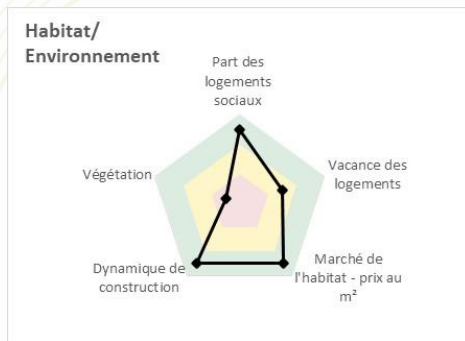 Habitat/
Environnement
Part des
logements
sociaux
Végétation
Vacance des
logements
Dynamique de
construction
Marché de
l'habitat - prix au
m²